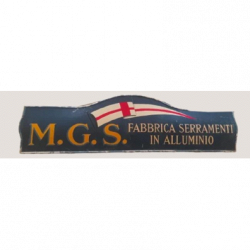 M.G.S. FABBRICA SERRAMENTI
IN ALLUMINIO